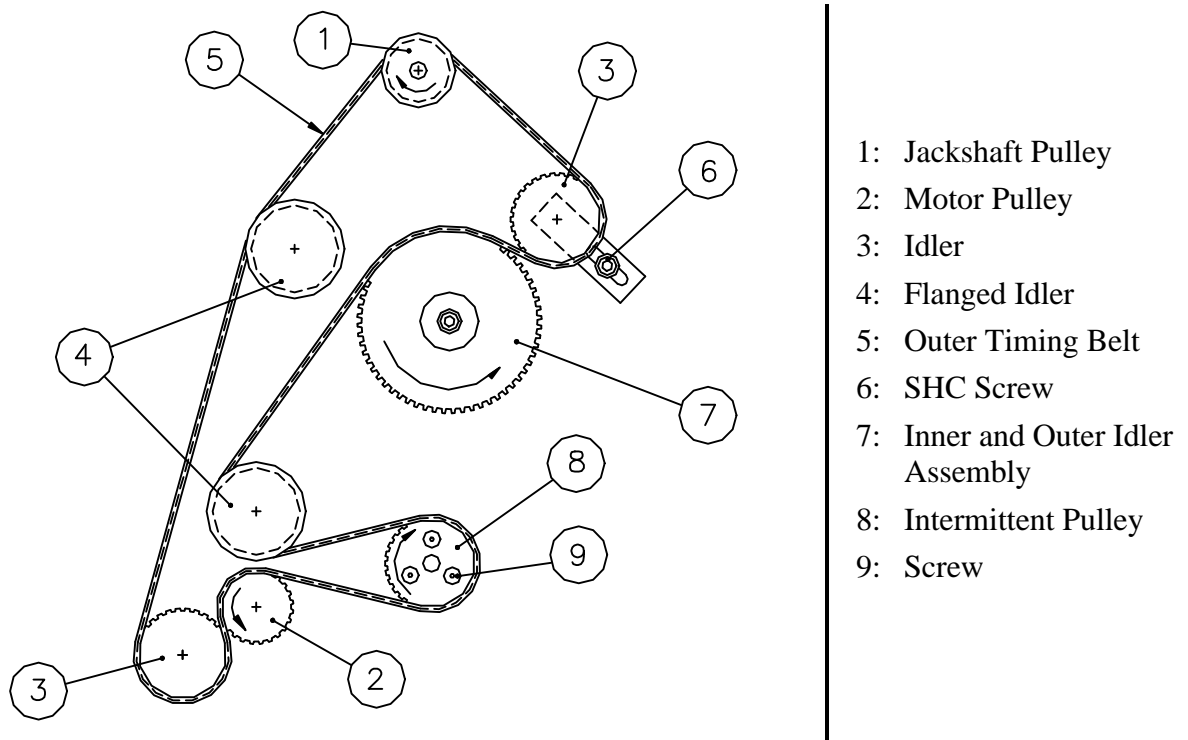 1
5
3
6
4
7
8
9
3
2
1: Jackshaft Pulley
2: Motor Pulley
3: Idler
4: Flanged Idler
5: Outer Timing Belt
6: SHC Screw
7: Inner and Outer Idler
Assembly
8: Intermittent Pulley
9: Screw